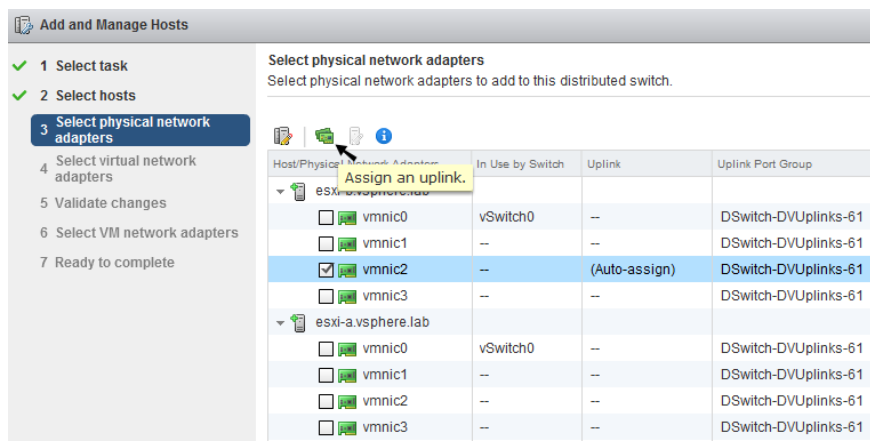 Add and Manage Hosts
1 Select task
2 Select hosts
3 Select physical network
adapters
4 Select virtual network
adapters
5 Validate changes
6 Select VM network adapters
7 Ready to complete
Select physical network adapters
Select physical network adapters to add to this distributed switch.
Host/Physical Network Adapters In Use by Switch Uplink Uplink Port Group
Assign an uplink.
esxi-b.vsphere.lab
vmnic0 vSwitch0 -- DSwitch-DVUplinks-61
vmnic1 -- -- DSwitch-DVUplinks-61
vmnic2 -- (Auto-assign) DSwitch-DVUplinks-61
vmnic3 -- -- DSwitch-DVUplinks-61
esxi-a.vsphere.lab
vmnic0 vSwitch0 -- DSwitch-DVUplinks-61
vmnic1 -- -- DSwitch-DVUplinks-61
vmnic2 -- -- DSwitch-DVUplinks-61
vmnic3 -- -- DSwitch-DVUplinks-61